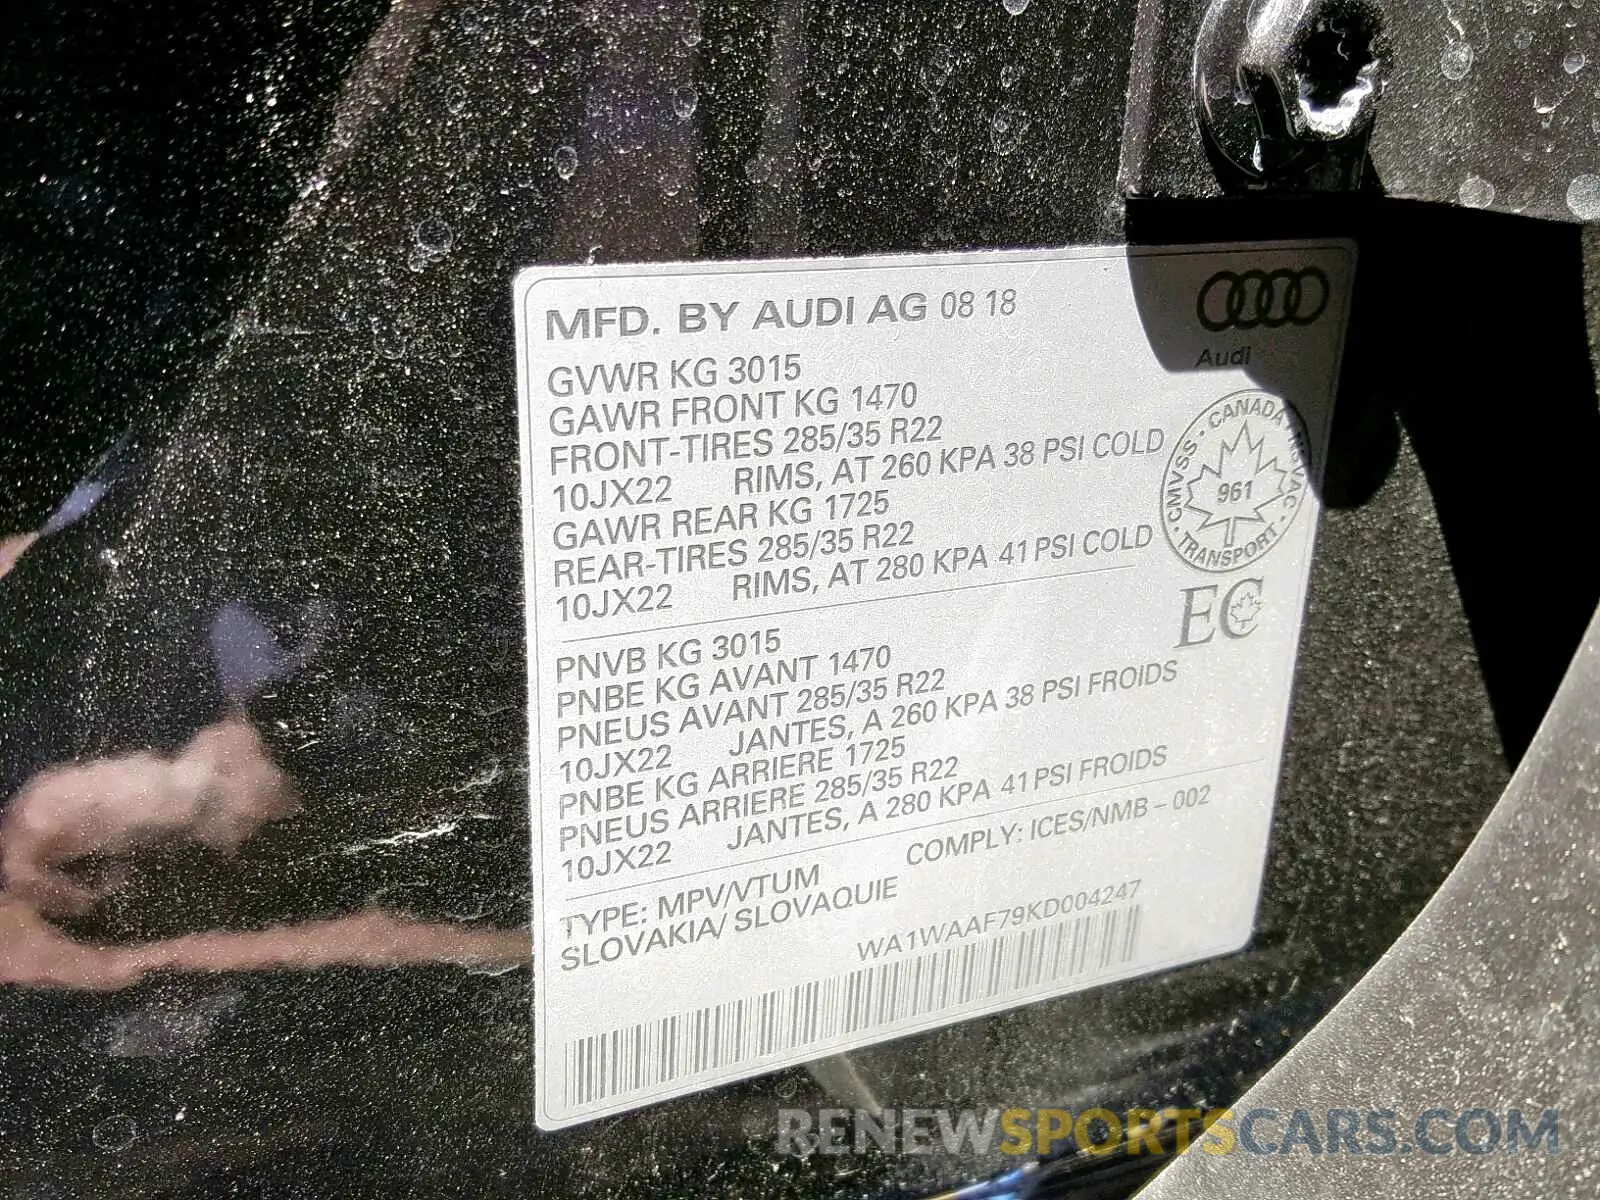 MFD. BY AUDI AG 08 18
Audi
GVWR KG 3015
GAWR FRONT KG 1470
FRONT-TIRES 285/35 R22
10JX22 RIMS, AT 260 KPA 38 PSI COLD
GAWR REAR KG 1725
REAR-TIRES 285/35 R22
10JX22 RIMS, AT 280 KPA 41 PSI COLD
CANADA · CMVSS · NSVAC · TRANSPORT
961
EC
PNVB KG 3015
PNBE KG AVANT 1470
PNEUS AVANT 285/35 R22
10JX22 JANTES, A 260 KPA 38 PSI FROIDS
PNBE KG ARRIERE 1725
PNEUS ARRIERE 285/35 R22
10JX22 JANTES, A 280 KPA 41 PSI FROIDS
TYPE: MPV/VTUM COMPLY: ICES/NMB – 002
SLOVAKIA/ SLOVAQUIE
WA1WAAF79KD004247
RENEWSPORTSCARS.COM